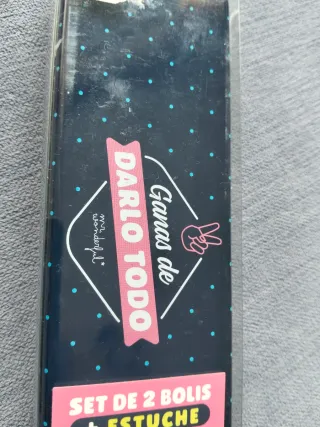 Ganas de
DARLO TODO
mr.
wonderful*
SET DE 2 BOLIS
+ ESTUCHE